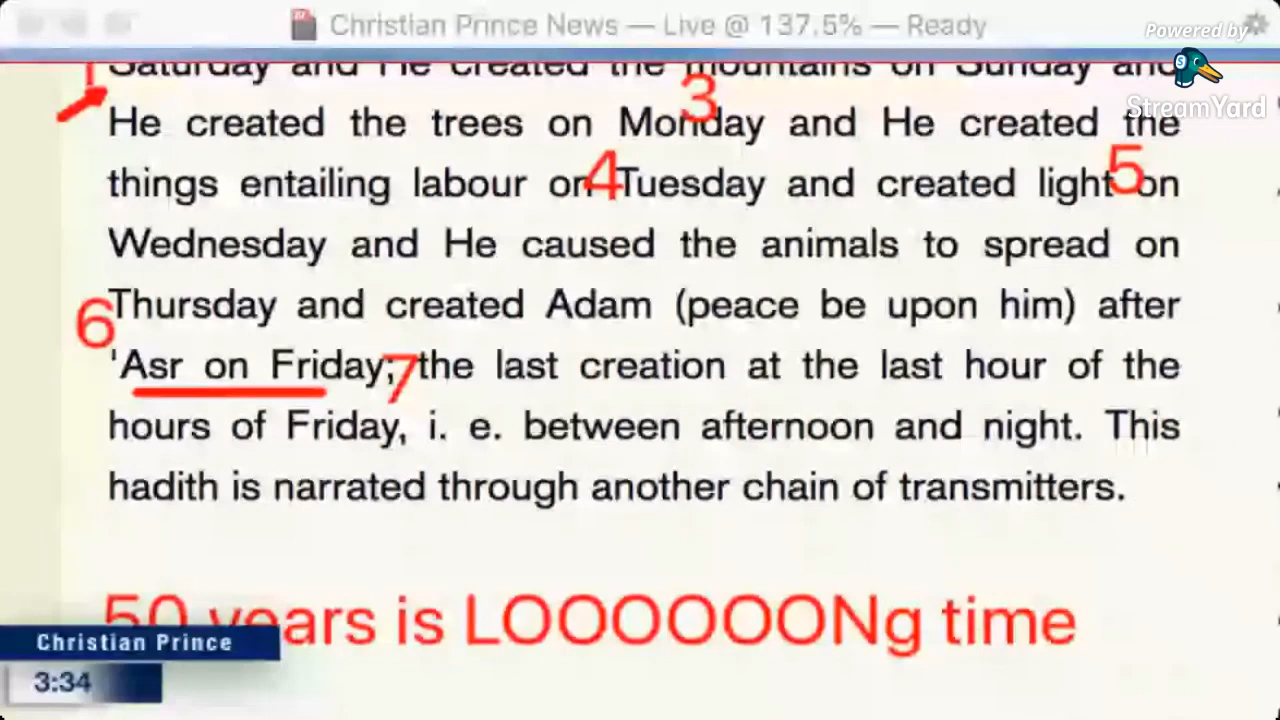 Christian Prince News — Live @ 137.5% — Ready
Powered by
StreamYard
1
Saturday and He created the mountains on Sunday and
3
He created the trees on Monday and He created the
4 5
things entailing labour on Tuesday and created light on
Wednesday and He caused the animals to spread on
6
Thursday and created Adam (peace be upon him) after
7
'Asr on Friday; the last creation at the last hour of the
hours of Friday, i. e. between afternoon and night. This
hadith is narrated through another chain of transmitters.
50 years is LOOOOOONg time
Christian Prince
3:34